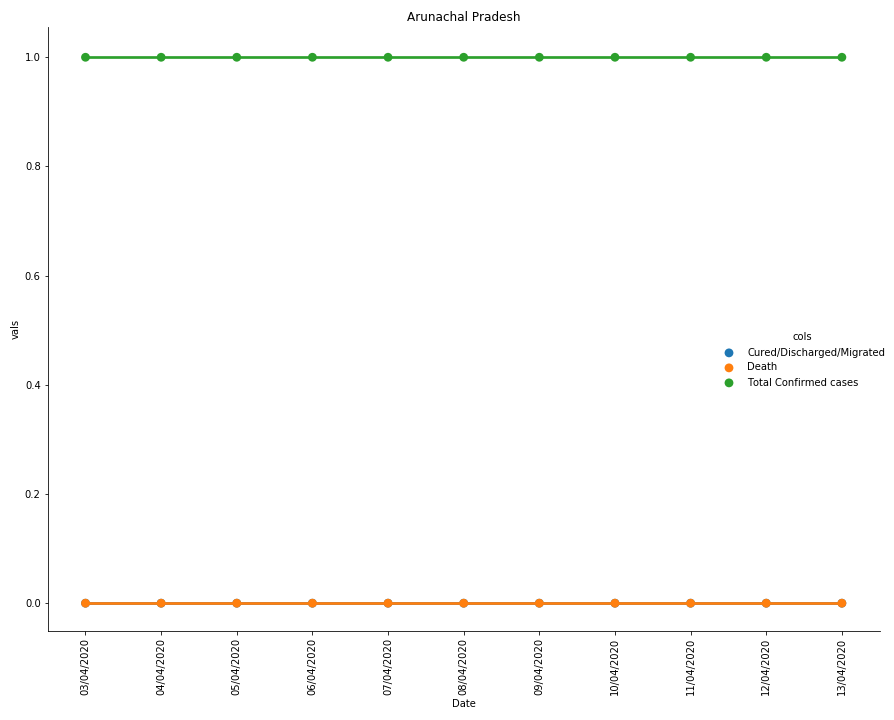 Arunachal Pradesh
1.0
0.8
0.6
0.4
0.2
0.0
vals
cols
Cured/Discharged/Migrated
Death
Total Confirmed cases
03/04/2020
04/04/2020
05/04/2020
06/04/2020
07/04/2020
08/04/2020
09/04/2020
10/04/2020
11/04/2020
12/04/2020
13/04/2020
Date